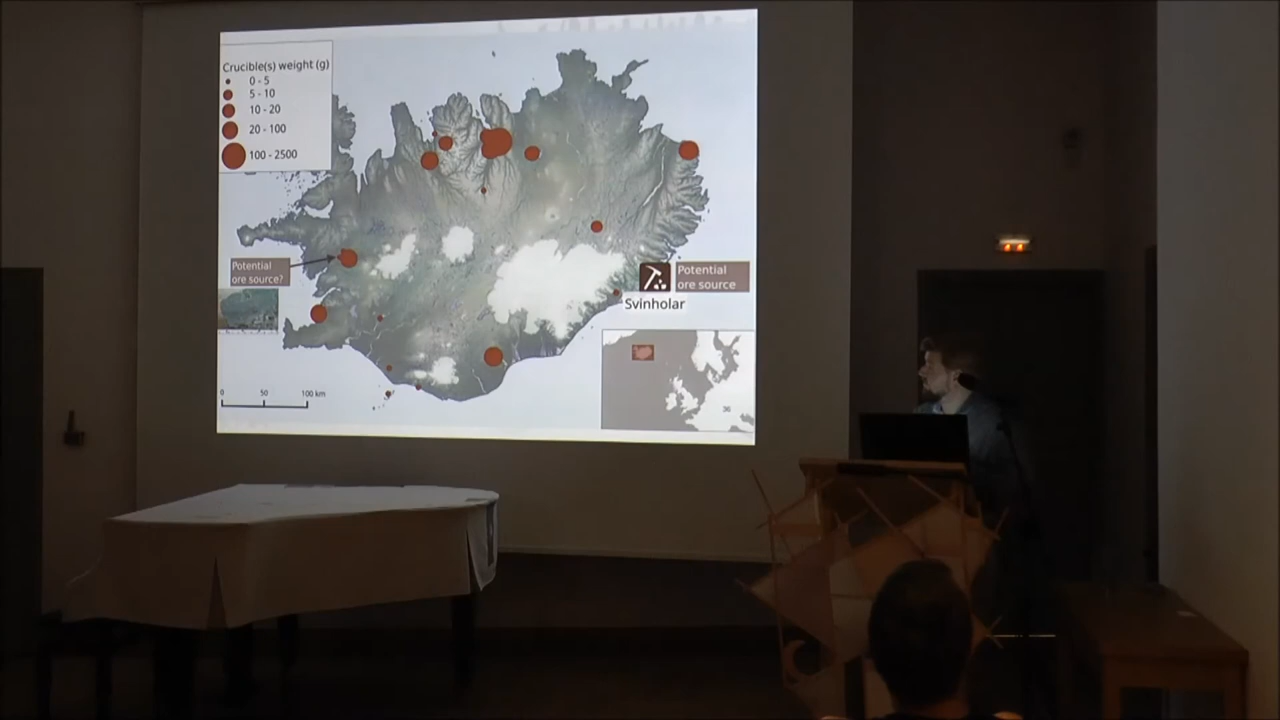 Crucible(s) weight (g)
0 - 5
5 - 10
10 - 20
20 - 100
100 - 2500
Potential
ore source?
Potential
ore source
Svinholar
0 50 100 km
36